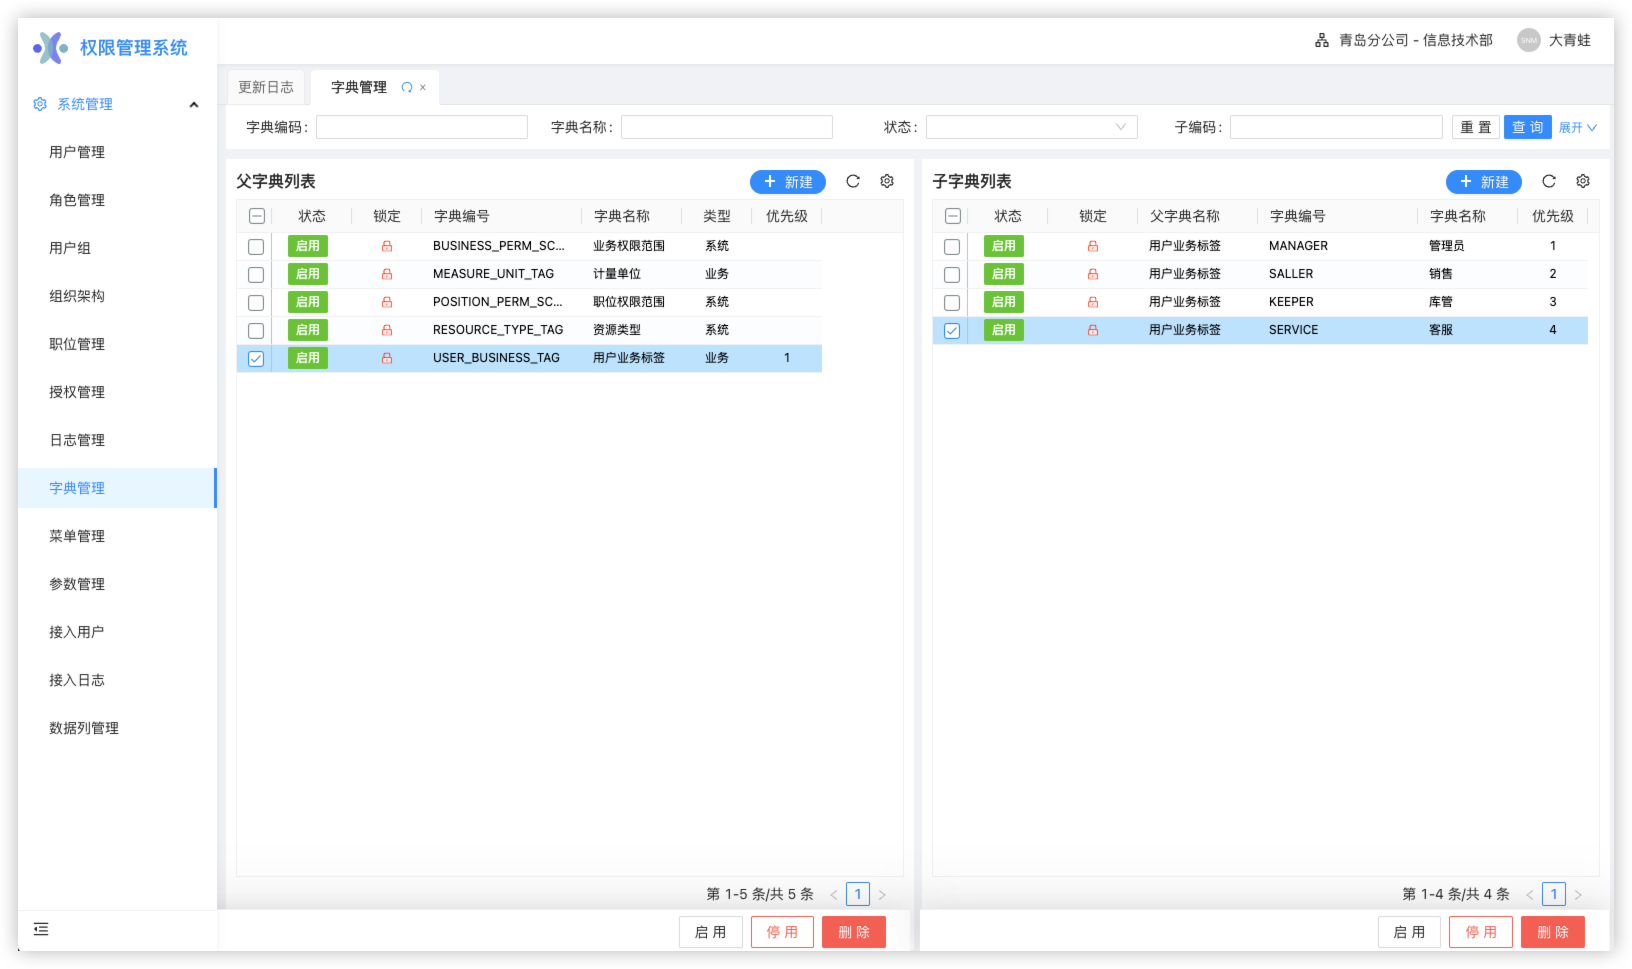 权限管理系统
青岛分公司 - 信息技术部
SNM
大青蛙
系统管理
用户管理
角色管理
用户组
组织架构
职位管理
授权管理
日志管理
字典管理
菜单管理
参数管理
接入用户
接入日志
数据列管理
更新日志
字典管理
字典编码:
字典名称:
状态:
子编码:
重 置
查 询
展开
父字典列表
+ 新建
状态 锁定 字典编号 字典名称 类型 优先级
启用 BUSINESS_PERM_SC... 业务权限范围 系统
启用 MEASURE_UNIT_TAG 计量单位 业务
启用 POSITION_PERM_SC... 职位权限范围 系统
启用 RESOURCE_TYPE_TAG 资源类型 系统
启用 USER_BUSINESS_TAG 用户业务标签 业务 1
第 1-5 条/共 5 条 < 1 >
启 用 停 用 删 除
子字典列表
+ 新建
状态 锁定 父字典名称 字典编号 字典名称 优先级
启用 用户业务标签 MANAGER 管理员 1
启用 用户业务标签 SALLER 销售 2
启用 用户业务标签 KEEPER 库管 3
启用 用户业务标签 SERVICE 客服 4
第 1-4 条/共 4 条 < 1 >
启 用 停 用 删 除